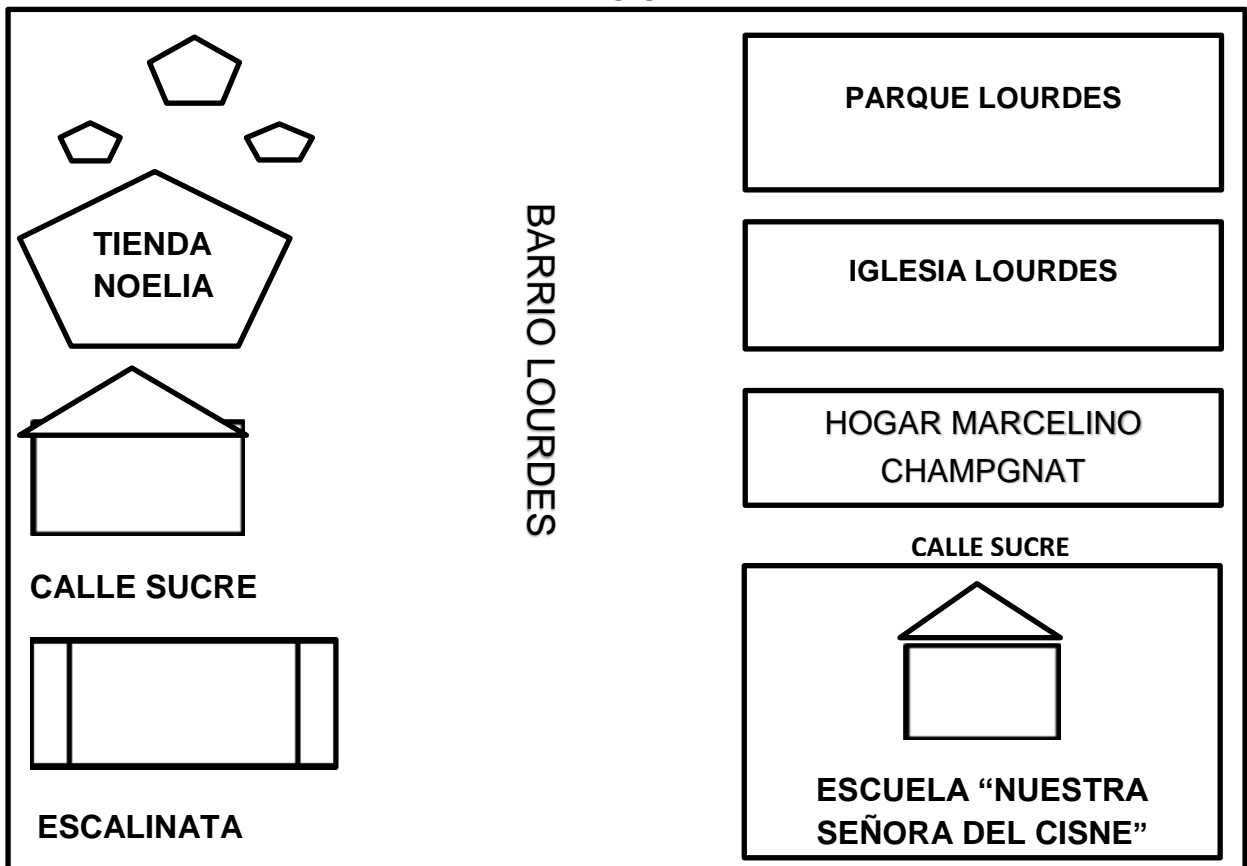 PARQUE LOURDES
TIENDA
NOELIA
IGLESIA LOURDES
BARRIO LOURDES
HOGAR MARCELINO
CHAMPGNAT
CALLE SUCRE
CALLE SUCRE
ESCALINATA
ESCUELA “NUESTRA
SEÑORA DEL CISNE”